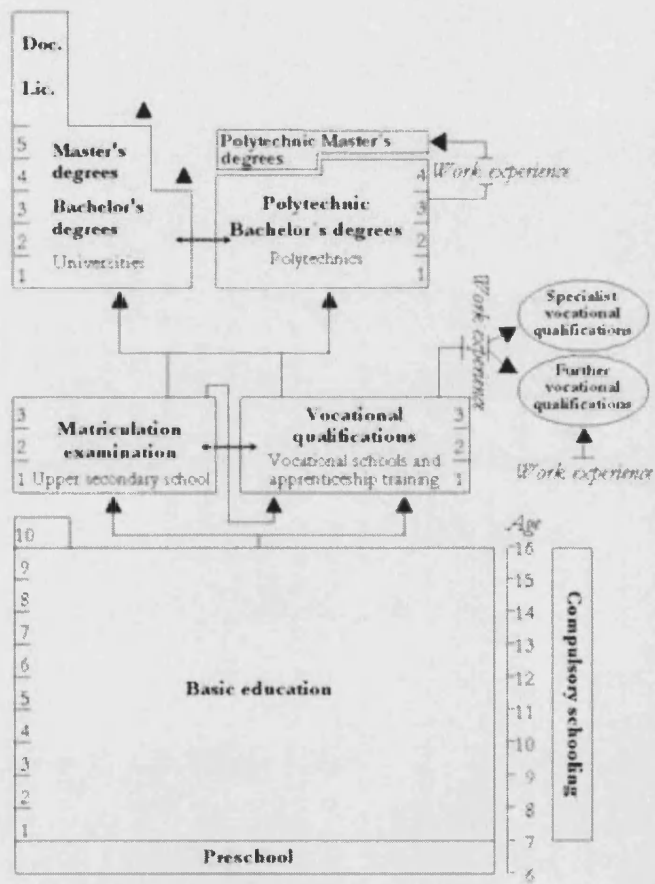 Doc.
Lic.
5
4
3
2
1
Master's
degrees
Bachelor's
degrees
Universities
Polytechnic Master's
degrees
Polytechnic
Bachelor's degrees
Polytechnics
4
3
2
1
Work experience
Work experience
Specialist
vocational
qualifications
Further
vocational
qualifications
Work experience
3
2
1
Matriculation
examination
Upper secondary school
Vocational
qualifications
Vocational schools and
apprenticeship training
3
2
1
10
9
8
7
6
5
4
3
2
1
Basic education
Preschool
Age
16
15
14
13
12
11
10
9
8
7
6
Compulsory schooling